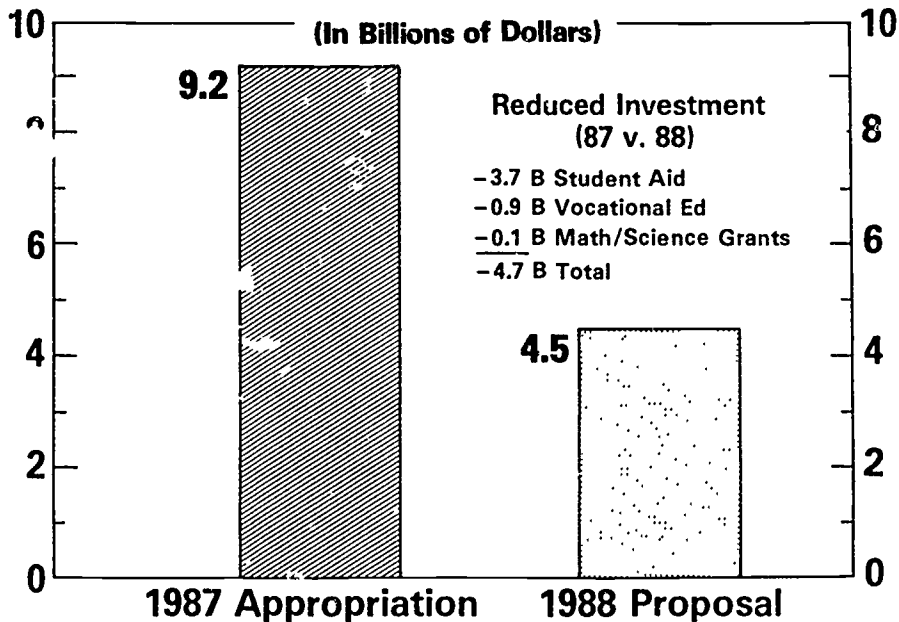 (In Billions of Dollars)
10
8
6
4
2
0
9.2
4.5
Reduced Investment
(87 v. 88)
-3.7 B Student Aid
-0.9 B Vocational Ed
-0.1 B Math/Science Grants
-4.7 B Total
10
8
6
4
2
0
1987 Appropriation
1988 Proposal